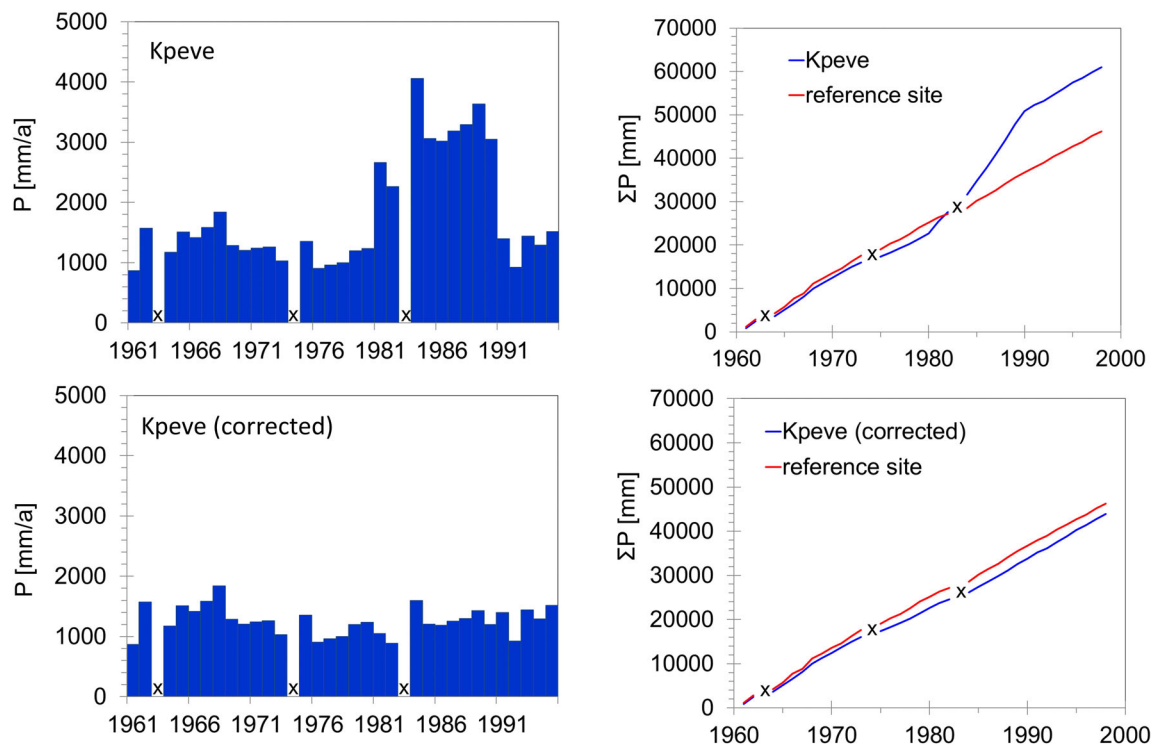 Kpeve
P [mm/a]
5000
4000
3000
2000
1000
0
x x x
1961 1966 1971 1976 1981 1986 1991
Kpeve
reference site
ΣP [mm]
70000
60000
50000
40000
30000
20000
10000
0
x x x
1960 1970 1980 1990 2000
Kpeve (corrected)
P [mm/a]
5000
4000
3000
2000
1000
0
x x x
1961 1966 1971 1976 1981 1986 1991
Kpeve (corrected)
reference site
ΣP [mm]
70000
60000
50000
40000
30000
20000
10000
0
x x x
1960 1970 1980 1990 2000